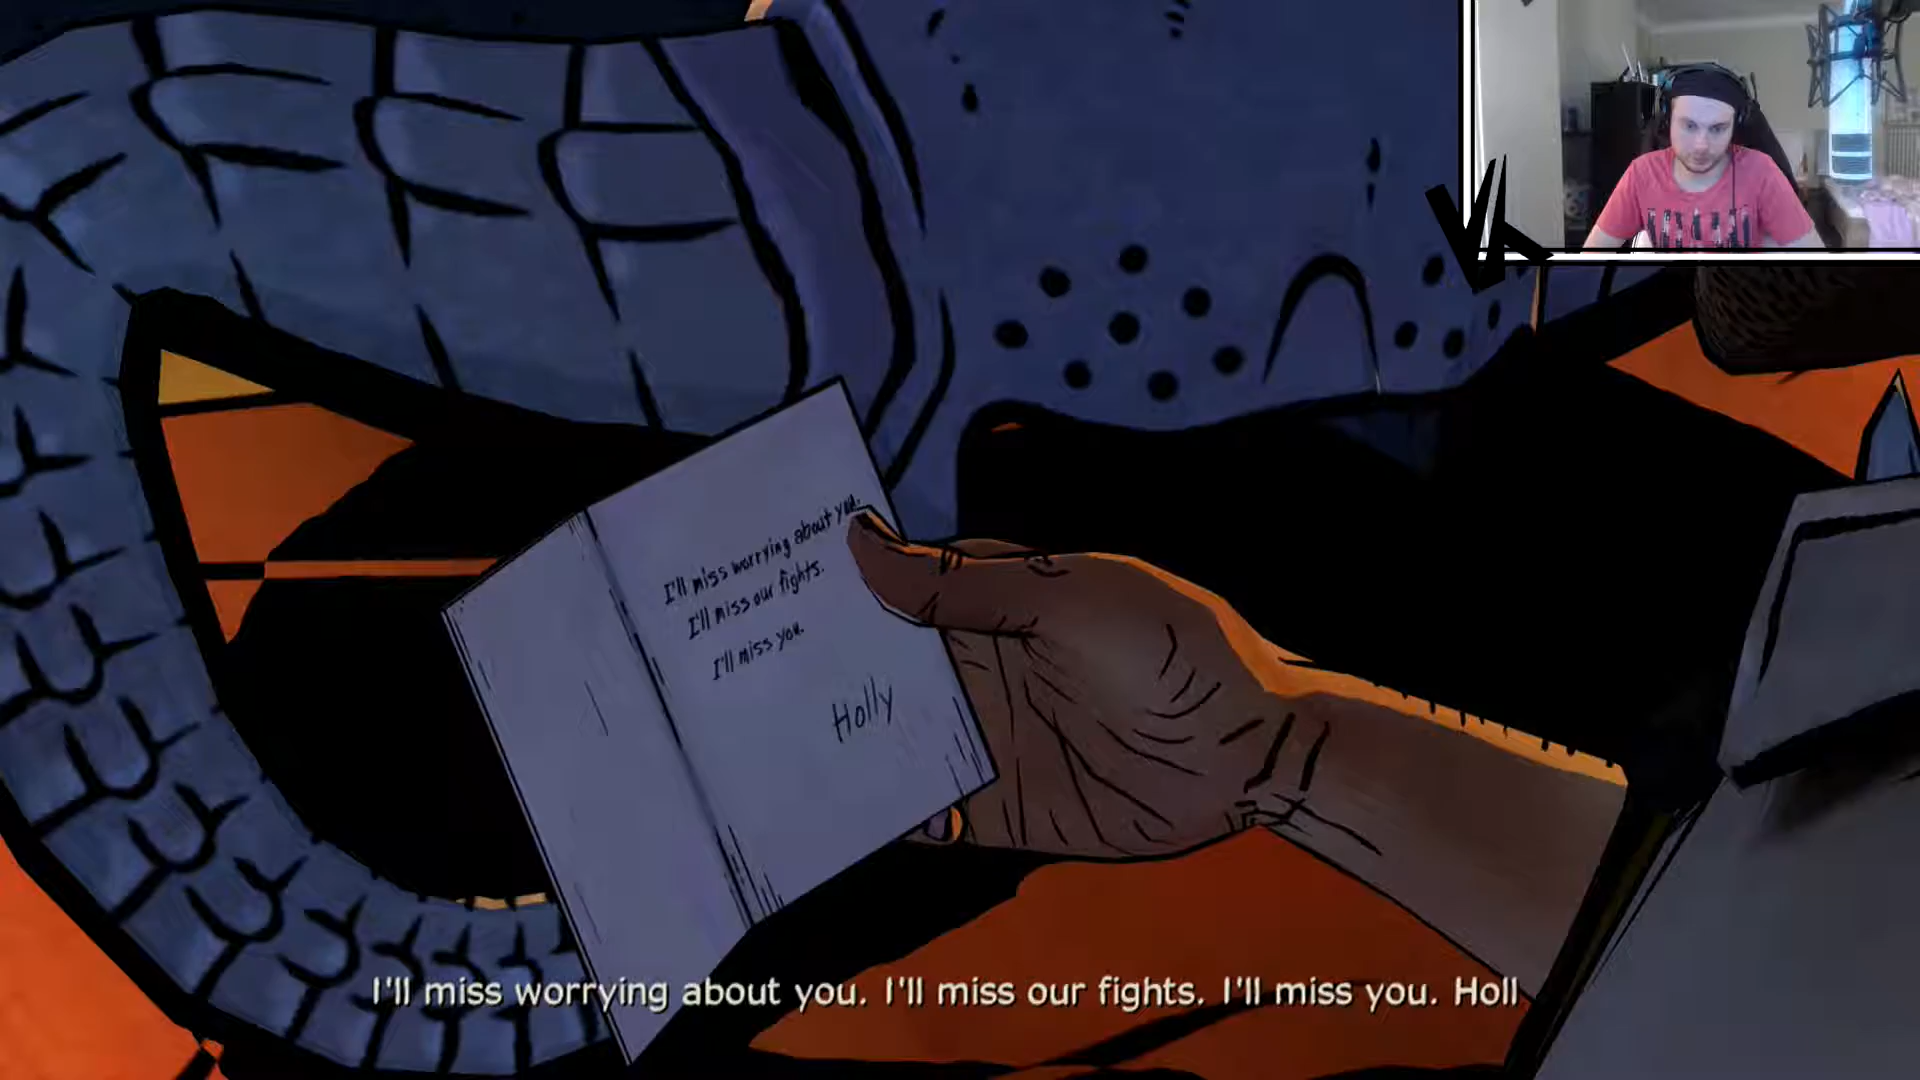 I'll miss worrying about you.
I'll miss our fights.
I'll miss you.
Holly
I'll miss worrying about you. I'll miss our fights. I'll miss you. Holl